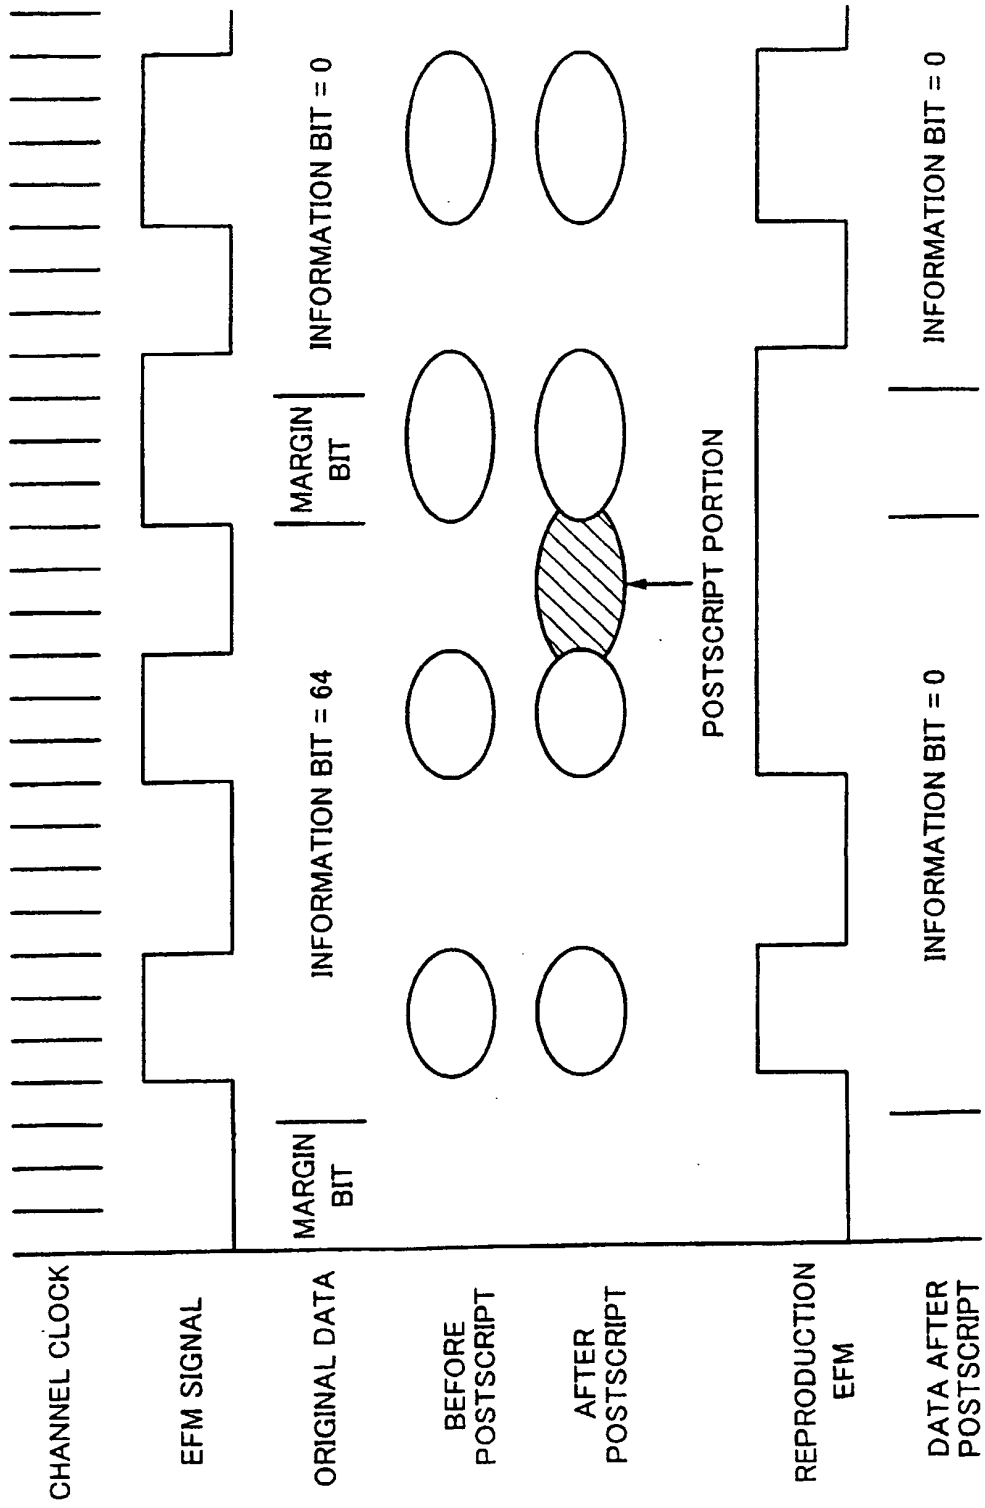 CHANNEL CLOCK
EFM SIGNAL
ORIGINAL DATA
MARGIN
BIT
INFORMATION BIT = 64
MARGIN
BIT
INFORMATION BIT = 0
BEFORE
POSTSCRIPT
AFTER
POSTSCRIPT
POSTSCRIPT PORTION
REPRODUCTION
EFM
DATA AFTER
POSTSCRIPT
INFORMATION BIT = 0
INFORMATION BIT = 0